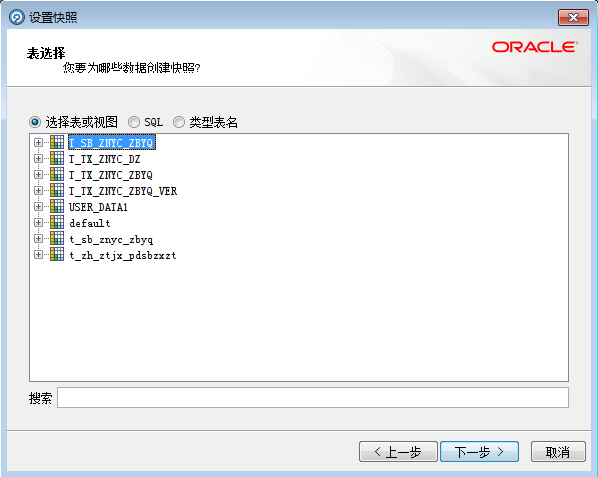 设置快照
ORACLE
表选择
您要为哪些数据创建快照?
选择表或视图 SQL 类型表名
T_SB_ZNYC_ZBYQ
T_TX_ZNYC_DZ
T_TX_ZNYC_ZBYQ
T_TX_ZNYC_ZBYQ_VER
USER_DATA1
default
t_sb_znyc_zbyq
t_zh_ztjx_pdsbzxzt
搜索
< 上一步 下一步 > 取消